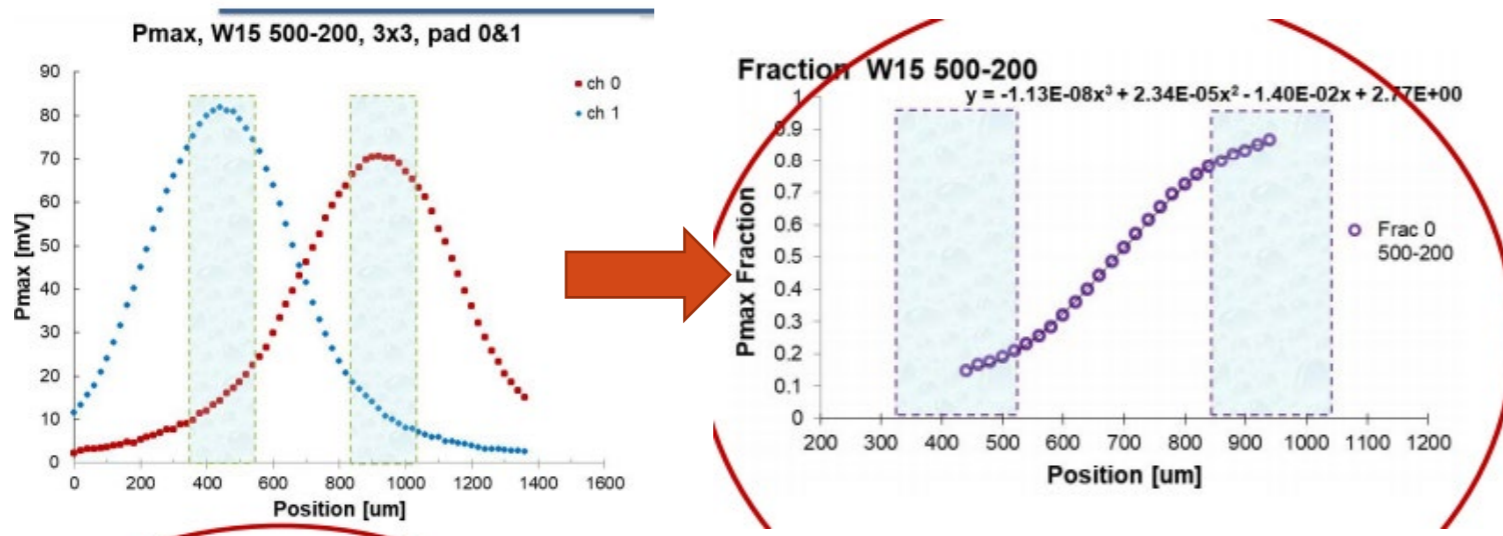 Pmax, W15 500-200, 3x3, pad 0&1
90
80
70
60
50
40
30
20
10
0
Pmax [mV]
0 200 400 600 800 1000 1200 1400 1600
Position [um]
ch 0
ch 1
Fraction W15 500-200
y = -1.13E-08x³ + 2.34E-05x² - 1.40E-02x + 2.77E+00
1
0.9
0.8
0.7
0.6
0.5
0.4
0.3
0.2
0.1
0
Pmax Fraction
200 300 400 500 600 700 800 900 1000 1100 1200
Position [um]
Frac 0
500-200